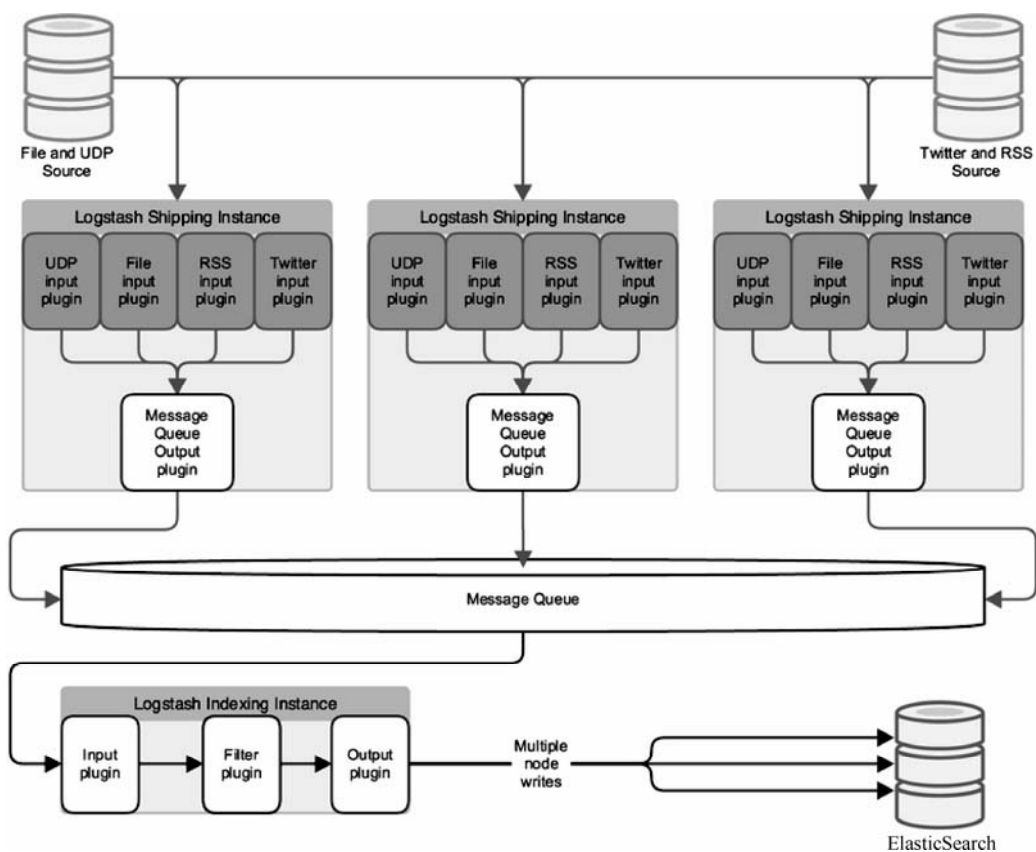 File and UDP
Source
Twitter and RSS
Source
Logstash Shipping Instance
UDP
input
plugin
File
input
plugin
RSS
input
plugin
Twitter
input
plugin
Message
Queue
Output
plugin
Logstash Shipping Instance
UDP
input
plugin
File
input
plugin
RSS
input
plugin
Twitter
input
plugin
Message
Queue
Output
plugin
Logstash Shipping Instance
UDP
input
plugin
File
input
plugin
RSS
input
plugin
Twitter
input
plugin
Message
Queue
Output
plugin
Message Queue
Logstash Indexing Instance
Input
plugin
Filter
plugin
Output
plugin
Multiple
node
writes
ElasticSearch